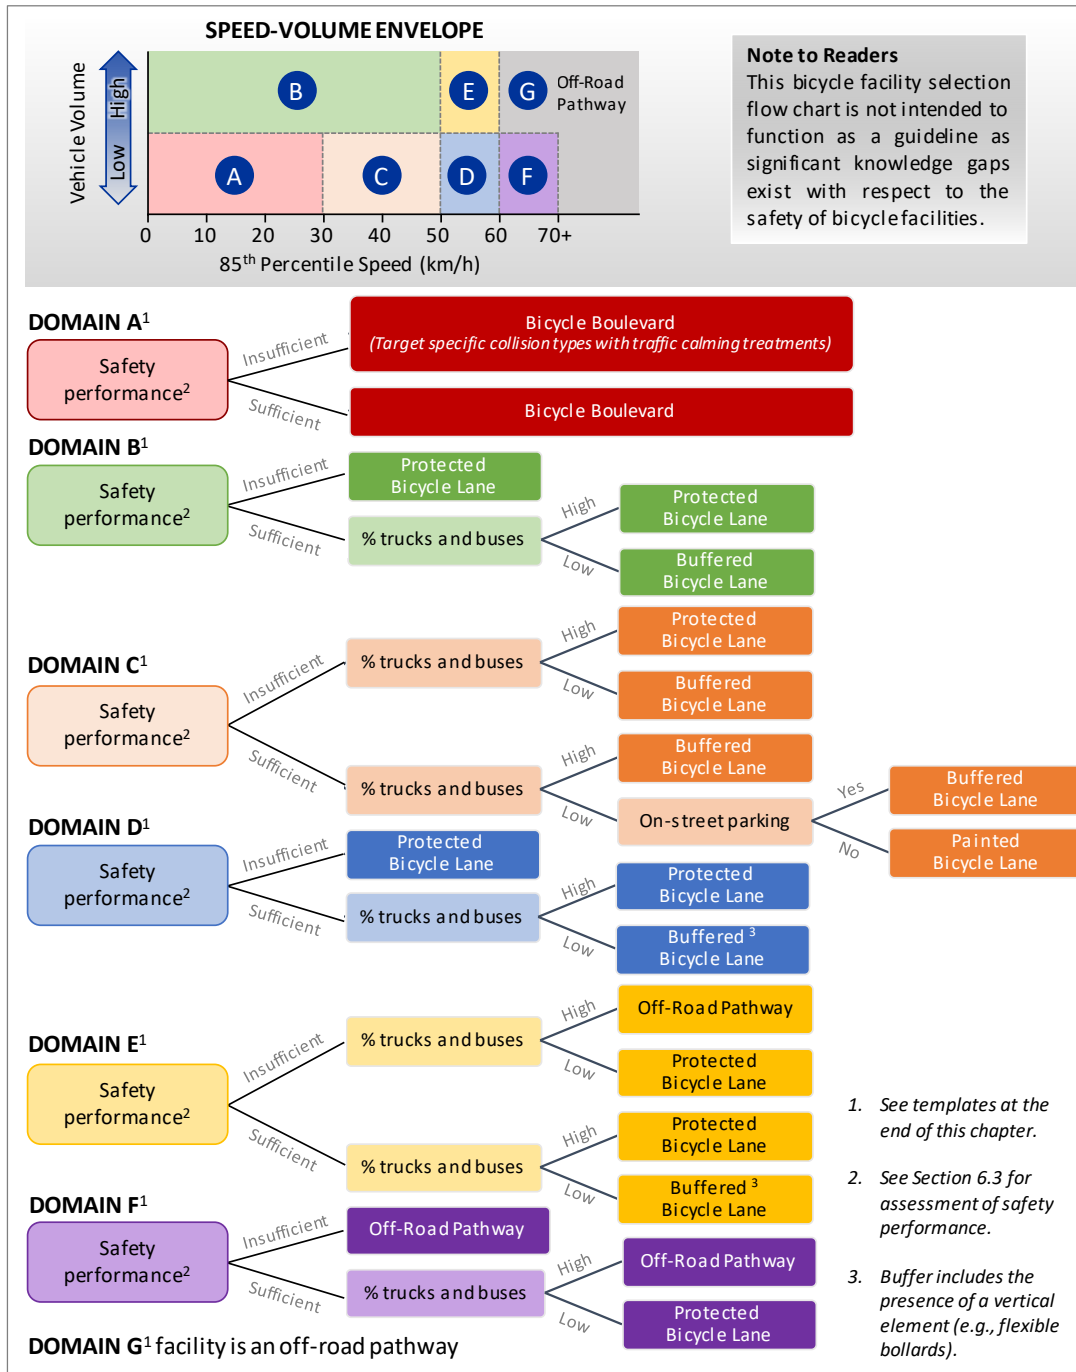 SPEED-VOLUME ENVELOPE
Vehicle Volume
High
Low
B
E
G
Off-Road
Pathway
A
C
D
F
0 10 20 30 40 50 60 70+
85th Percentile Speed (km/h)
Note to Readers
This bicycle facility selection
flow chart is not intended to
function as a guideline as
significant knowledge gaps
exist with respect to the
safety of bicycle facilities.
DOMAIN A1
Safety
performance2
Insufficient
Sufficient
Bicycle Boulevard
(Target specific collision types with traffic calming treatments)
Bicycle Boulevard
DOMAIN B1
Safety
performance2
Insufficient
Sufficient
Protected
Bicycle Lane
% trucks and buses
High
Low
Protected
Bicycle Lane
Buffered
Bicycle Lane
DOMAIN C1
Safety
performance2
Insufficient
Sufficient
% trucks and buses
High
Low
Protected
Bicycle Lane
Buffered
Bicycle Lane
% trucks and buses
High
Low
Buffered
Bicycle Lane
On-street parking
Yes
No
Buffered
Bicycle Lane
Painted
Bicycle Lane
DOMAIN D1
Safety
performance2
Insufficient
Sufficient
Protected
Bicycle Lane
% trucks and buses
High
Low
Protected
Bicycle Lane
Buffered 3
Bicycle Lane
DOMAIN E1
Safety
performance2
Insufficient
Sufficient
% trucks and buses
High
Low
Off-Road Pathway
Protected
Bicycle Lane
% trucks and buses
High
Low
Protected
Bicycle Lane
Buffered 3
Bicycle Lane
DOMAIN F1
Safety
performance2
Insufficient
Sufficient
Off-Road Pathway
% trucks and buses
High
Low
Off-Road Pathway
Protected
Bicycle Lane
DOMAIN G1 facility is an off-road pathway
1. See templates at the
end of this chapter.
2. See Section 6.3 for
assessment of safety
performance.
3. Buffer includes the
presence of a vertical
element (e.g., flexible
bollards).